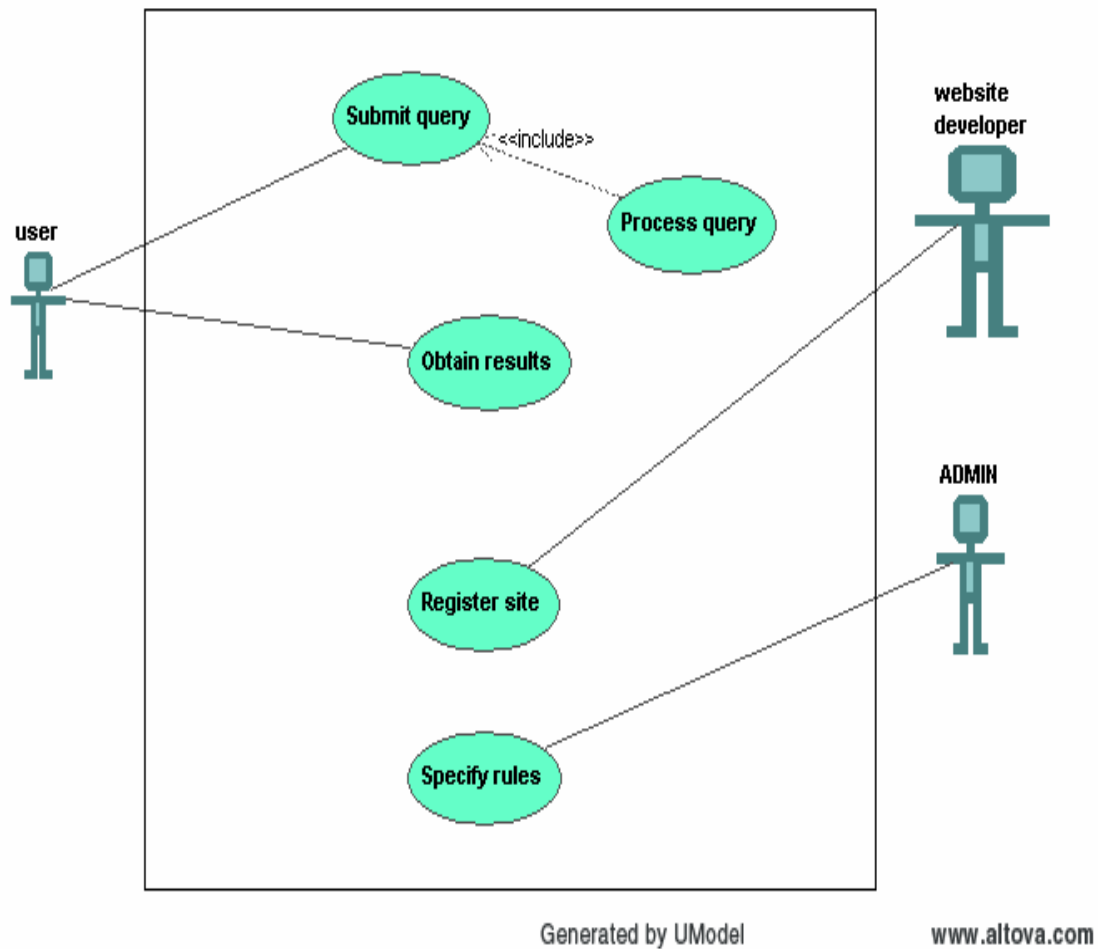 Submit query
<<include>>
Process query
website
developer
user
Obtain results
ADMIN
Register site
Specify rules
Generated by UModel
www.altova.com